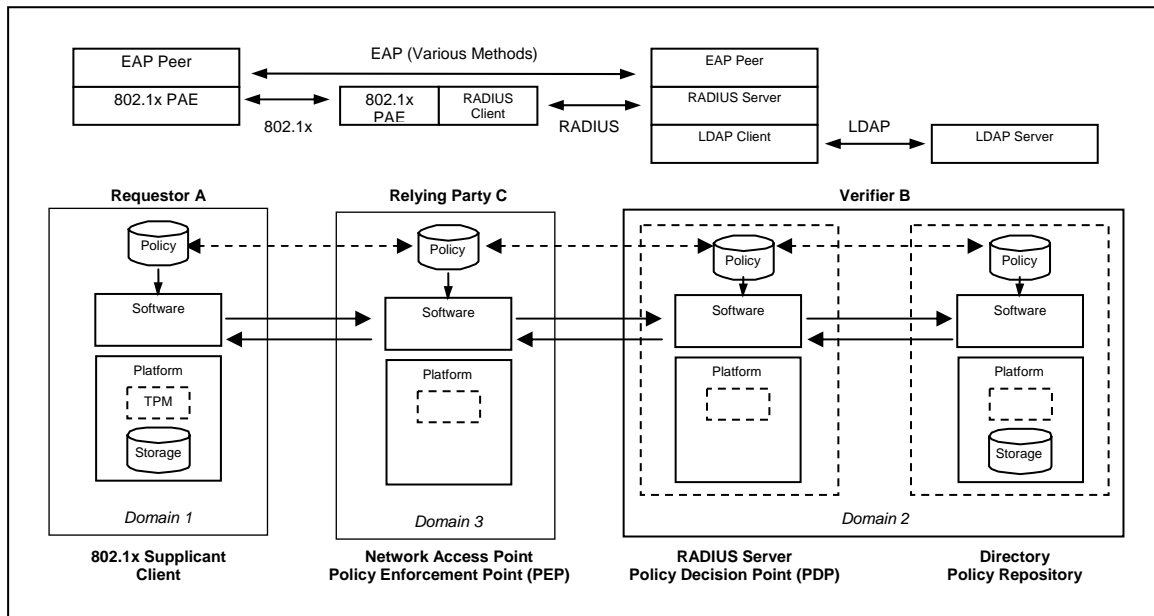 EAP (Various Methods)
EAP Peer
EAP Peer
802.1x PAE
802.1x
PAE
RADIUS
Client
RADIUS Server
802.1x
RADIUS
LDAP Client
LDAP
LDAP Server
Requestor A
Relying Party C
Verifier B
Policy
Policy
Policy
Policy
Software
Software
Software
Software
Platform
Platform
Platform
Platform
TPM
Storage
Storage
Domain 1
Domain 3
Domain 2
802.1x Supplicant
Client
Network Access Point
Policy Enforcement Point (PEP)
RADIUS Server
Policy Decision Point (PDP)
Directory
Policy Repository